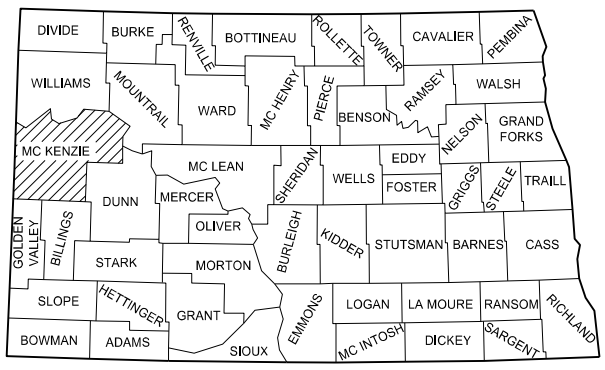 DIVIDE
BURKE
RENVILLE
BOTTINEAU
ROLLETTE
TOWNER
CAVALIER
PEMBINA
WILLIAMS
MOUNTRAIL
WARD
MC HENRY
PIERCE
BENSON
RAMSEY
WALSH
NELSON
GRAND
FORKS
MC KENZIE
MC LEAN
SHERIDAN
WELLS
EDDY
FOSTER
GRIGGS
STEELE
TRAILL
DUNN
MERCER
OLIVER
GOLDEN
VALLEY
BILLINGS
STARK
MORTON
BURLEIGH
KIDDER
STUTSMAN
BARNES
CASS
SLOPE
HETTINGER
GRANT
EMMONS
LOGAN
LA MOURE
RANSOM
RICHLAND
BOWMAN
ADAMS
SIOUX
MC INTOSH
DICKEY
SARGENT